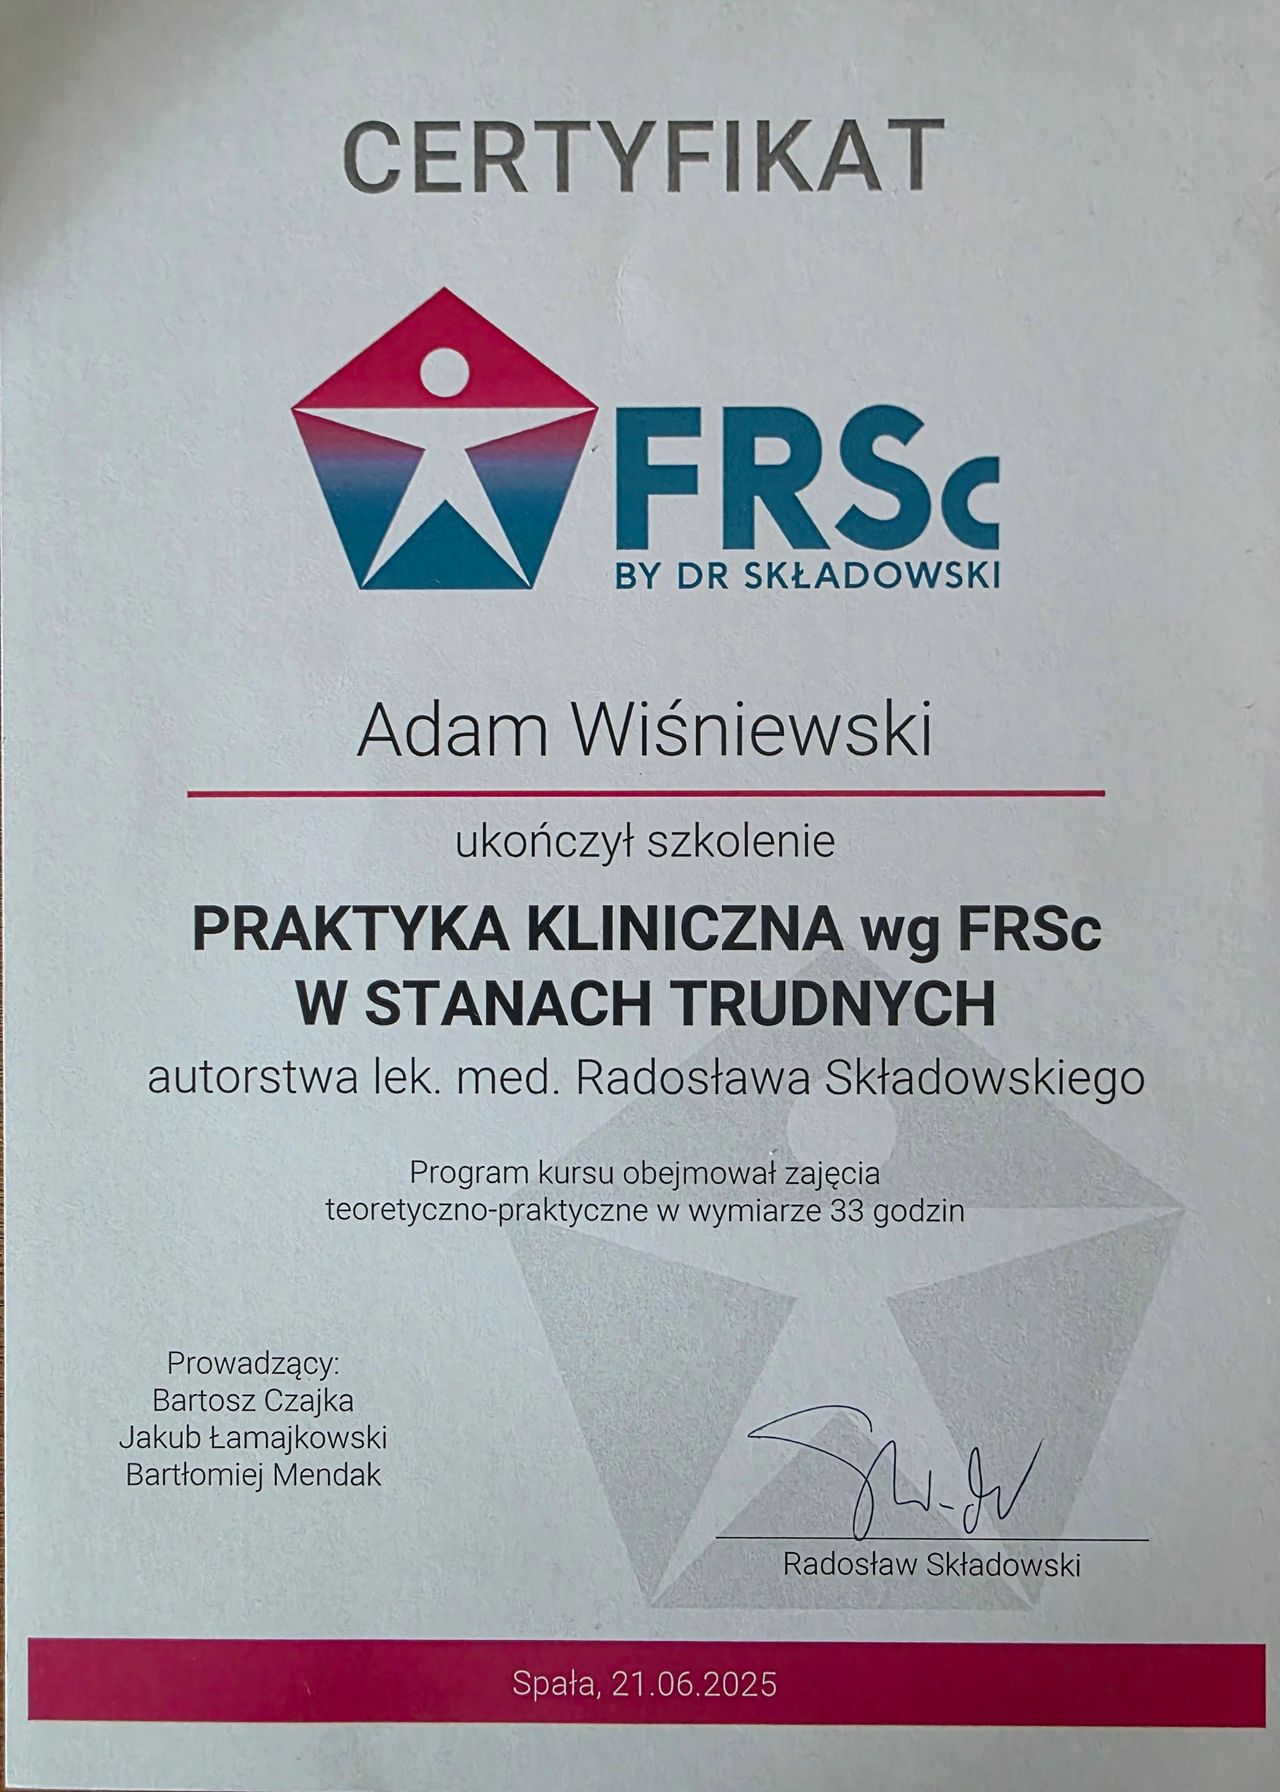 CERTYFIKAT
FRSc
BY DR SKŁADOWSKI
Adam Wiśniewski
ukończył szkolenie
PRAKTYKA KLINICZNA wg FRSc
W STANACH TRUDNYCH
autorstwa lek. med. Radosława Składowskiego
Program kursu obejmował zajęcia
teoretyczno-praktyczne w wymiarze 33 godzin
Prowadzący:
Bartosz Czajka
Jakub Łamajkowski
Bartłomiej Mendak
Radosław Składowski
Spała, 21.06.2025